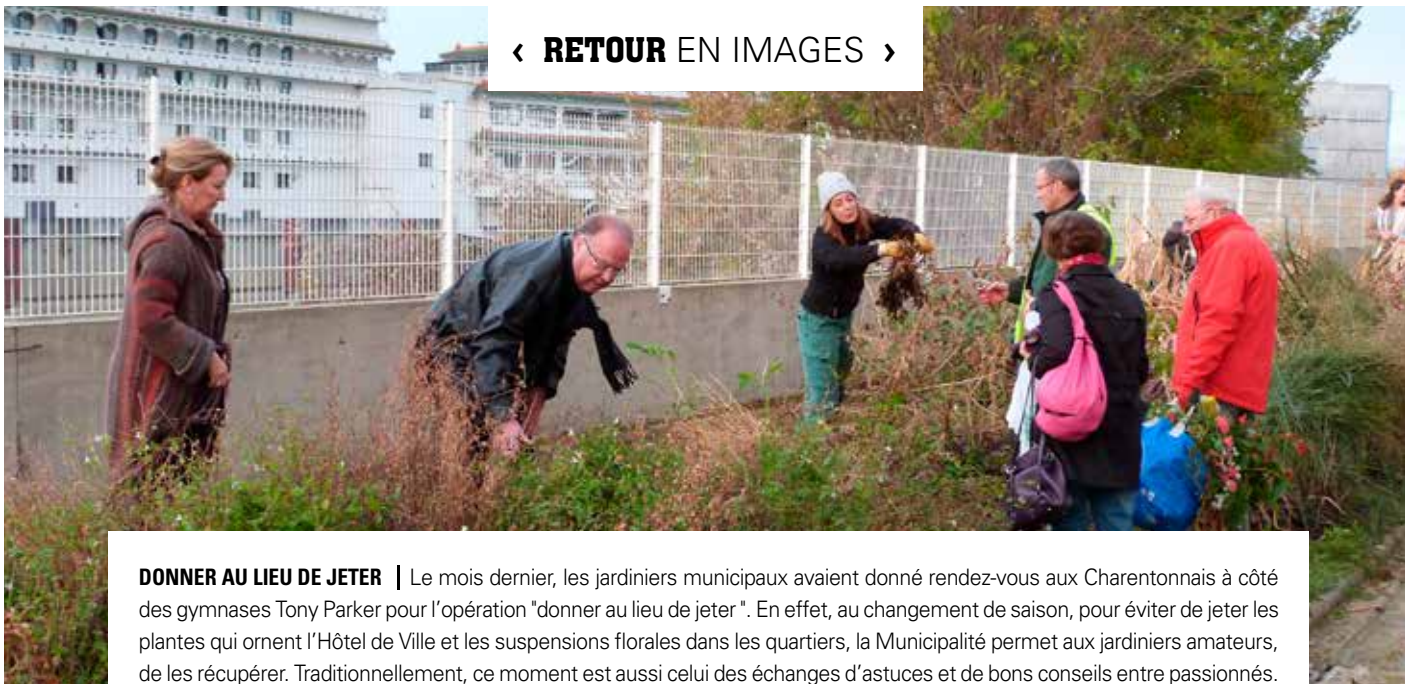 ‹ RETOUR EN IMAGES ›
DONNER AU LIEU DE JETER | Le mois dernier, les jardiniers municipaux avaient donné rendez-vous aux Charentonnais à côté
des gymnases Tony Parker pour l'opération "donner au lieu de jeter ". En effet, au changement de saison, pour éviter de jeter les
plantes qui ornent l'Hôtel de Ville et les suspensions florales dans les quartiers, la Municipalité permet aux jardiniers amateurs,
de les récupérer. Traditionnellement, ce moment est aussi celui des échanges d'astuces et de bons conseils entre passionnés.